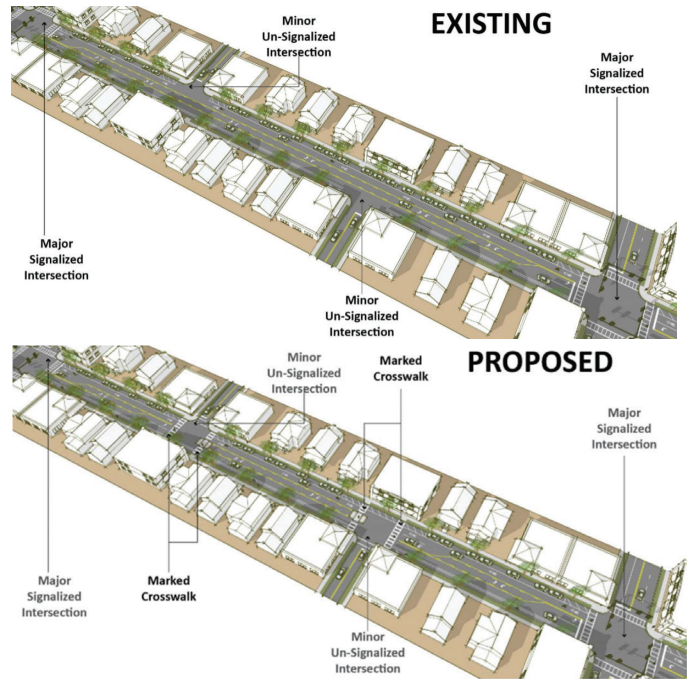 EXISTING
Minor
Un-Signalized
Intersection
Major
Signalized
Intersection
Major
Signalized
Intersection
Minor
Un-Signalized
Intersection
PROPOSED
Minor
Un-Signalized
Intersection
Marked
Crosswalk
Major
Signalized
Intersection
Major
Signalized
Intersection
Marked
Crosswalk
Minor
Un-Signalized
Intersection